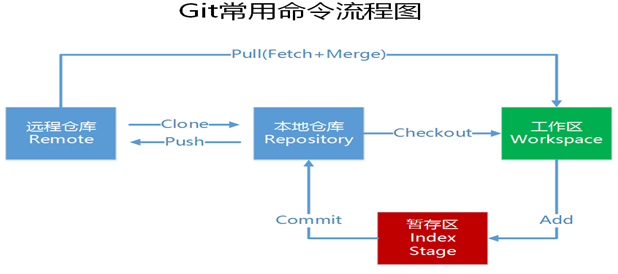 Git常用命令流程图
Pull(Fetch+Merge)
远程仓库
Remote
Clone
Push
本地仓库
Repository
Checkout
工作区
Workspace
Commit
暂存区
Index
Stage
Add